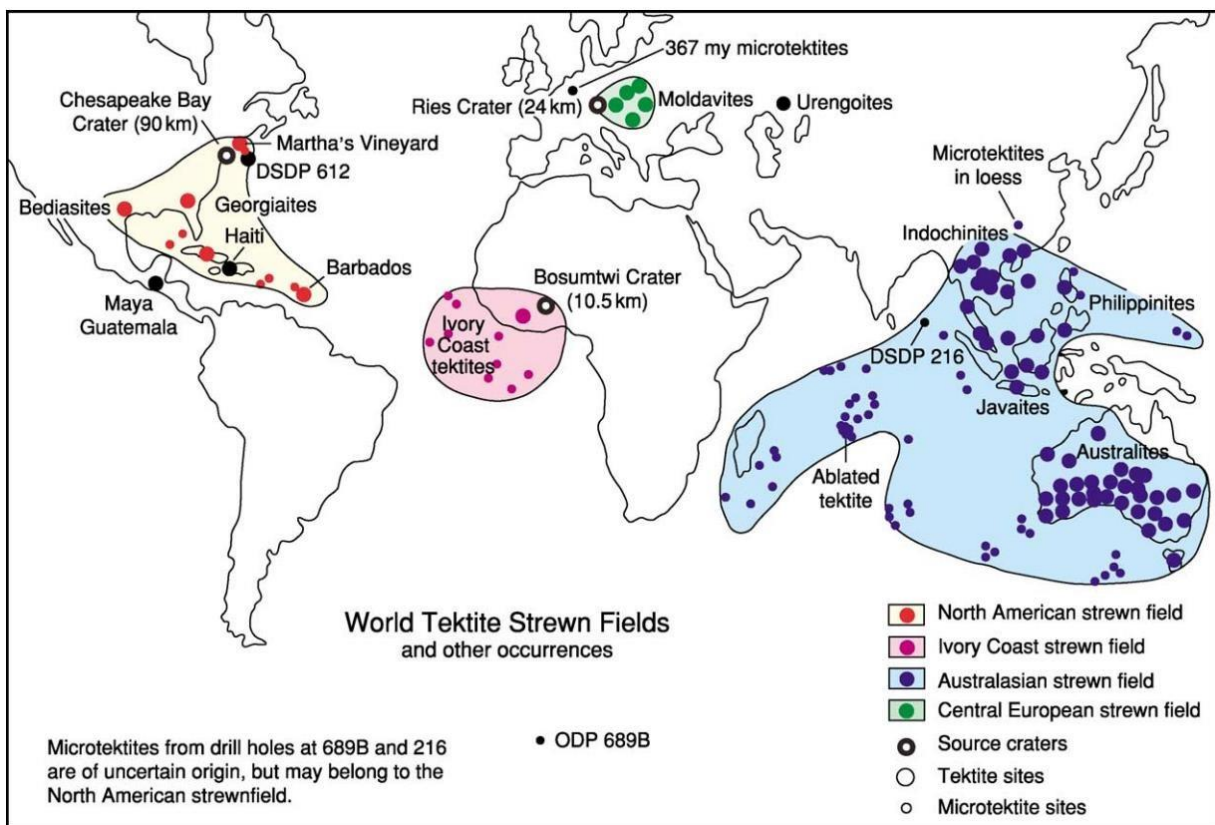 367 my microtektites
Chesapeake Bay
Crater (90 km)
Ries Crater (24 km)
Moldavites
Urengoites
Martha's Vineyard
DSDP 612
Microtektites
in loess
Bediasites
Georgiaites
Indochinites
Haiti
Barbados
Bosumtwi Crater
(10.5 km)
Maya
Guatemala
Philippinites
Ivory
Coast
tektites
DSDP 216
Javaites
Australites
Ablated
tektite
World Tektite Strewn Fields
and other occurrences
North American strewn field
Ivory Coast strewn field
Australasian strewn field
Central European strewn field
Source craters
Tektite sites
Microtektite sites
ODP 689B
Microtektites from drill holes at 689B and 216
are of uncertain origin, but may belong to the
North American strewnfield.